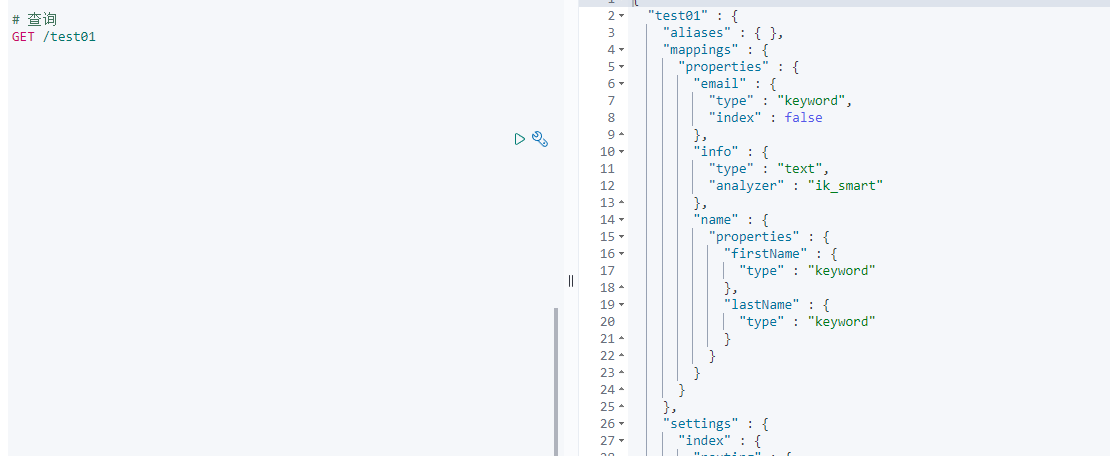 # 查询
GET /test01
1 {
2 "test01" : {
3 "aliases" : { },
4 "mappings" : {
5 "properties" : {
6 "email" : {
7 "type" : "keyword",
8 "index" : false
9 },
10 "info" : {
11 "type" : "text",
12 "analyzer" : "ik_smart"
13 },
14 "name" : {
15 "properties" : {
16 "firstName" : {
17 "type" : "keyword"
18 },
19 "lastName" : {
20 "type" : "keyword"
21 }
22 }
23 }
24 }
25 },
26 "settings" : {
27 "index" : {
28 "routing" : {